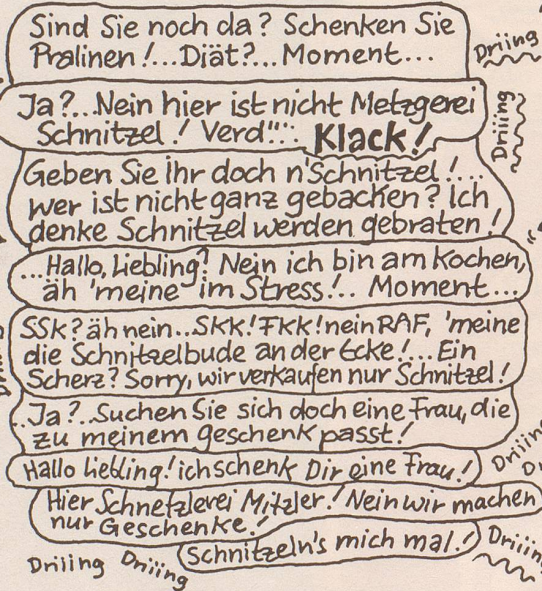 Sind Sie noch da? Schenken Sie
Pralinen!...Diät?... Moment...
Driing
Ja?...Nein hier ist nicht Metzgerei
Schnitzel! Verd"::
Klack!
Driing
Geben Sie ihr doch n'Schnitzel!...
wer ist nicht ganz gebacken? Ich
denke Schnitzel werden gebraten!
...Hallo, Liebling? Nein ich bin am kochen,
äh 'meine' im Stress!.. Moment...
SSK? äh nein..SKK! FKK! nein RAF, 'meine
die Schnitzelbude an der Ecke!... Ein
Scherz? Sorry, wir verkaufen nur Schnitzel!
..Ja?..Suchen Sie sich doch eine Frau, die
zu meinem geschenk passt!
Hallo Liebling! ich schenk Dir eine Frau!
Driing
Hier Schnetzlerei Mitzler! Nein wir machen
nur Geschenke!
Schnitzeln's mich mal!
Driiing
Driiing
Driiing